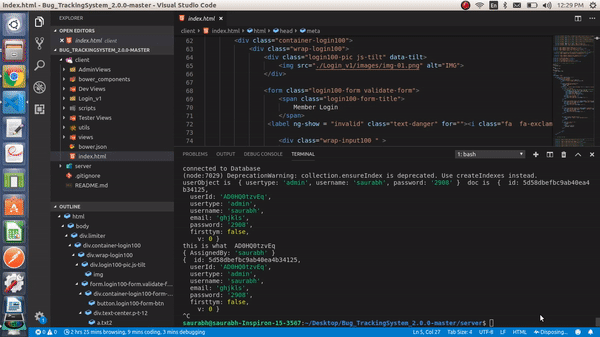 index.html - Bug_TrackingSystem_2.0.0-master - Visual Studio Code
12:29 PM
EXPLORER
OPEN EDITORS
index.html client
BUG_TRACKINGSYSTEM_2.0.0-MASTER
client
AdminViews
bower_components
Dev Views
Login_v1
scripts
Tester Views
utils
views
bower.json
index.html
server
.gitignore
README.md
OUTLINE
html
body
div.limiter
div.container-login100
div.wrap-login100
div.login100-pic.js-tilt
img
form.login100-form.validate-f...
div.container-login100-form-...
button.login100-form-btn
div.text-center.p-t-12
a.txt2
index.html
client index.html html head meta
62 <div class="container-login100">
63 <div class="wrap-login100">
64 <div class="login100-pic js-tilt" data-tilt>
65 <img src="./Login_v1/images/img-01.png" alt="IMG">
66 </div>
67
68 <form class="login100-form validate-form">
69 <span class="login100-form-title">
70 Member Login
71 </span>
72 <label ng-show = "invalid" class="text-danger" for=""><i class="fa fa-exclam
73
74 <div class="wrap-input100 " >
PROBLEMS OUTPUT DEBUG CONSOLE TERMINAL 1: bash
connected to Database
(node:7029) DeprecationWarning: collection.ensureIndex is deprecated. Use createIndexes instead.
userObject is { usertype: 'admin', username: 'saurabh', password: '2908' } doc is { _id: 5d58dbefbc9ab40ea4
b34125,
userId: 'AD0HQ0tzvEq',
usertype: 'admin',
username: 'saurabh',
email: 'ghjkls',
password: '2908',
firsttym: false,
__v: 0 }
this is what AD0HQ0tzvEq
{ AssignedBy: 'saurabh' }
{ _id: 5d58dbefbc9ab40ea4b34125,
userId: 'AD0HQ0tzvEq',
usertype: 'admin',
username: 'saurabh',
email: 'ghjkls',
password: '2908',
firsttym: false,
__v: 0 }
^C
saurabh@saurabh-Inspiron-15-3567:~/Desktop/Bug_TrackingSystem_2.0.0-master/server$
0 0 2 hrs 25 mins browsing, 9 mins coding, 3 mins debugging
Ln 5, Col 27 Tab Size: 4 UTF-8 LF HTML Disposing...